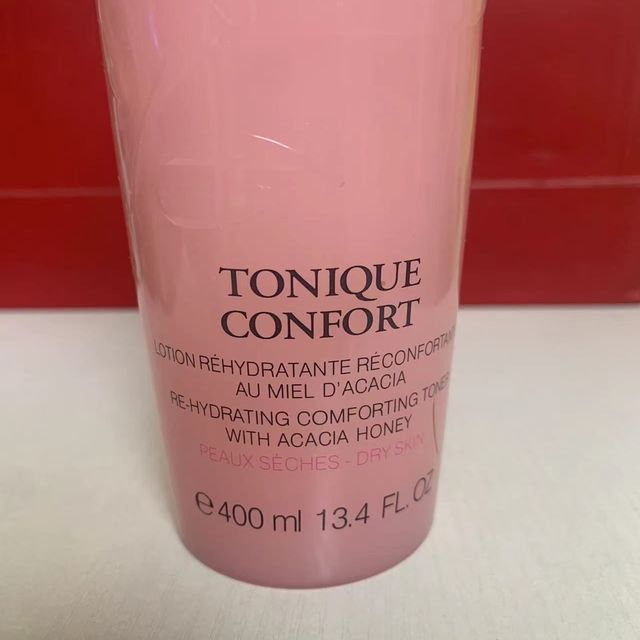 TONIQUE
CONFORT
LOTION RÉHYDRATANTE RÉCONFORTAN
AU MIEL D'ACACIA
RE-HYDRATING COMFORTING TONER
WITH ACACIA HONEY
PEAUX SÈCHES - DRY SKIN
℮ 400 ml 13.4 FL. OZ